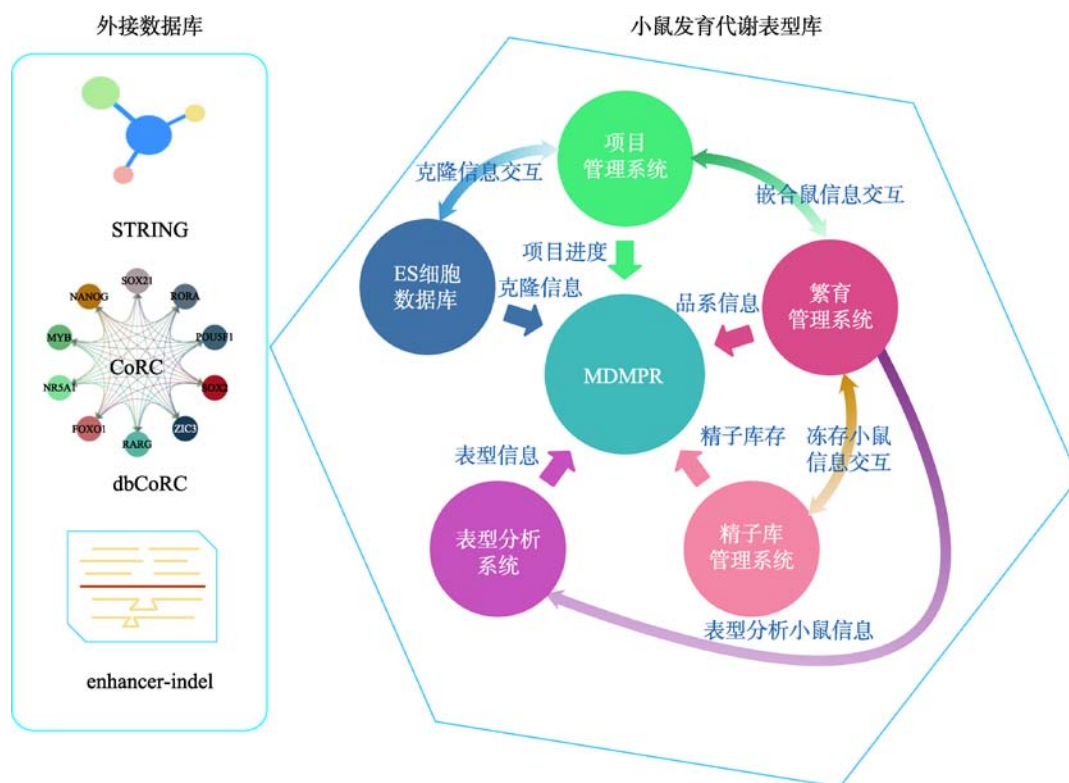 外接数据库
小鼠发育代谢表型库
STRING
SOX21
NANOG
RORA
MYB
POU5F1
CoRC
NR5A1
SOX2
FOXO1
ZIC3
RARG
dbCoRC
enhancer-indel
项目
管理系统
克隆信息交互
嵌合鼠信息交互
ES细胞
数据库
项目进度
克隆信息
品系信息
繁育
管理系统
MDMPR
表型信息
精子库存
冻存小鼠
信息交互
表型分析
系统
精子库
管理系统
表型分析小鼠信息